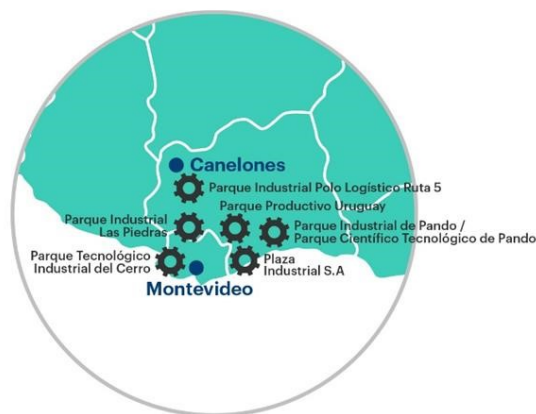 Canelones
Parque Industrial Polo Logístico Ruta 5
Parque Productivo Uruguay
Parque Industrial
Las Piedras
Parque Industrial de Pando /
Parque Científico Tecnológico de Pando
Parque Tecnológico
Industrial del Cerro
Plaza
Industrial S.A
Montevideo